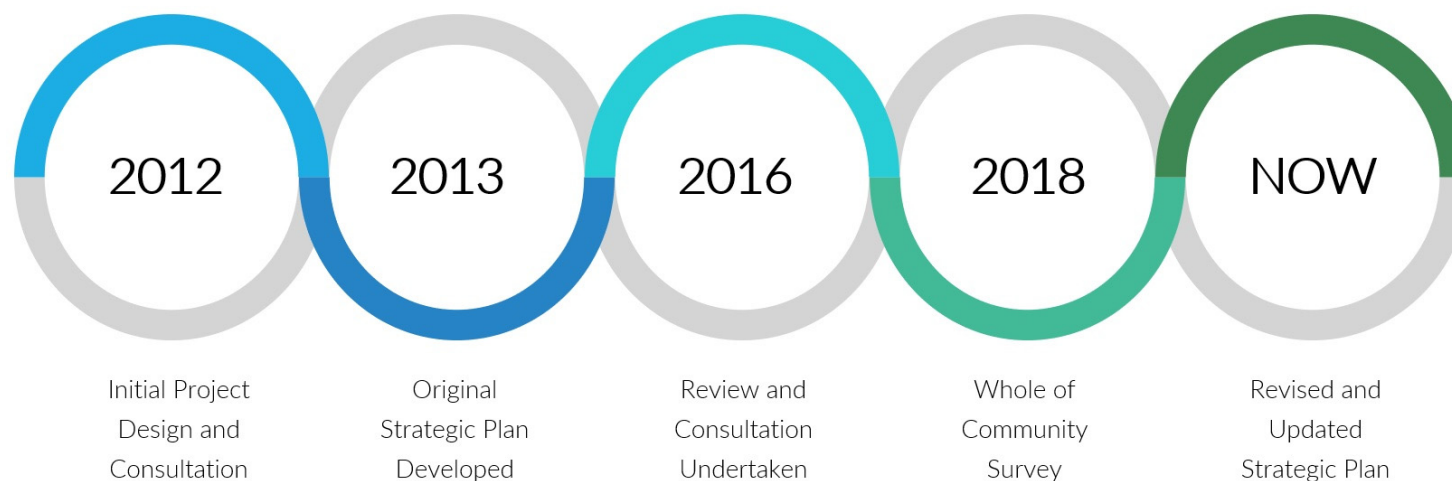 2012
2013
2016
2018
NOW
Initial Project
Design and
Consultation
Original
Strategic Plan
Developed
Review and
Consultation
Undertaken
Whole of
Community
Survey
Revised and
Updated
Strategic Plan